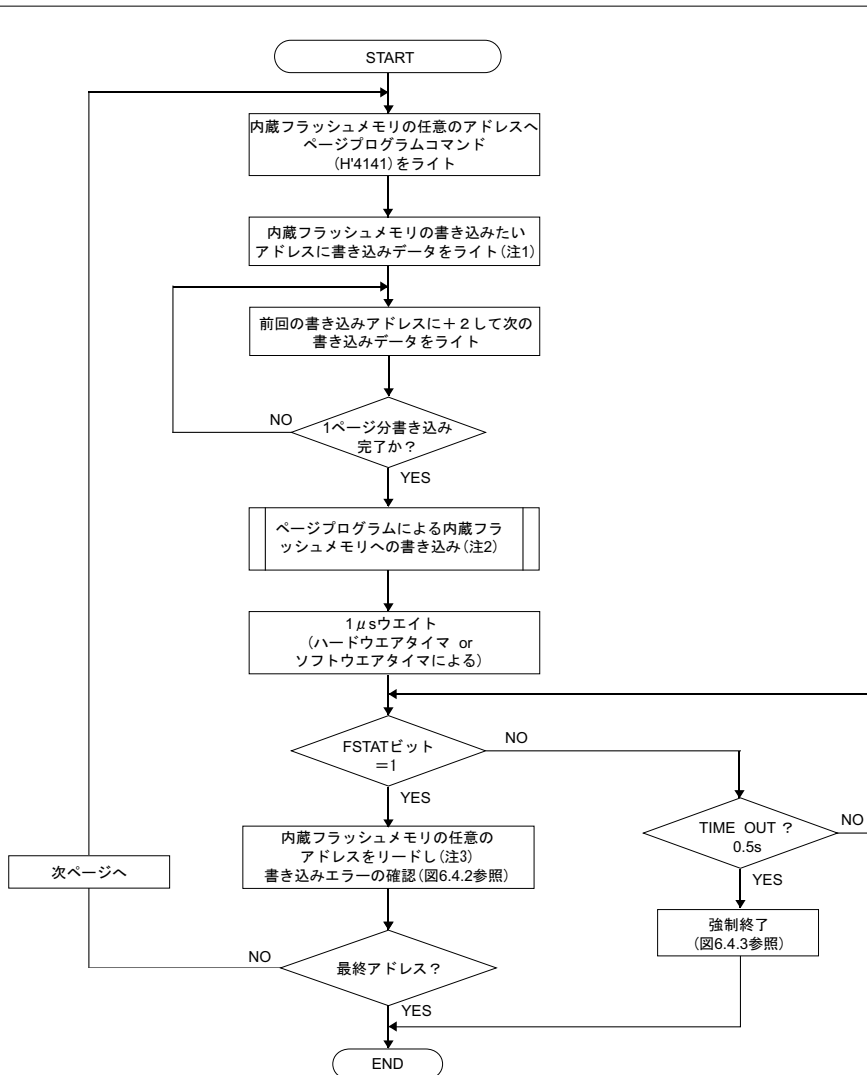 START
内蔵フラッシュメモリの任意のアドレスへ
ページプログラムコマンド
(H'4141)をライト
内蔵フラッシュメモリの書き込みたい
アドレスに書き込みデータをライト(注1)
前回の書き込みアドレスに＋２して次の
書き込みデータをライト
NO
1ページ分書き込み
完了か？
YES
ページプログラムによる内蔵フラ
ッシュメモリへの書き込み(注2)
1μsウエイト
(ハードウエアタイマ or
ソフトウエアタイマによる)
FSTATビット
＝1
NO
YES
TIME OUT ?
0.5s
NO
YES
内蔵フラッシュメモリの任意の
アドレスをリードし(注3)
書き込みエラーの確認(図6.4.2参照)
次ページへ
強制終了
(図6.4.3参照)
NO
最終アドレス？
YES
END